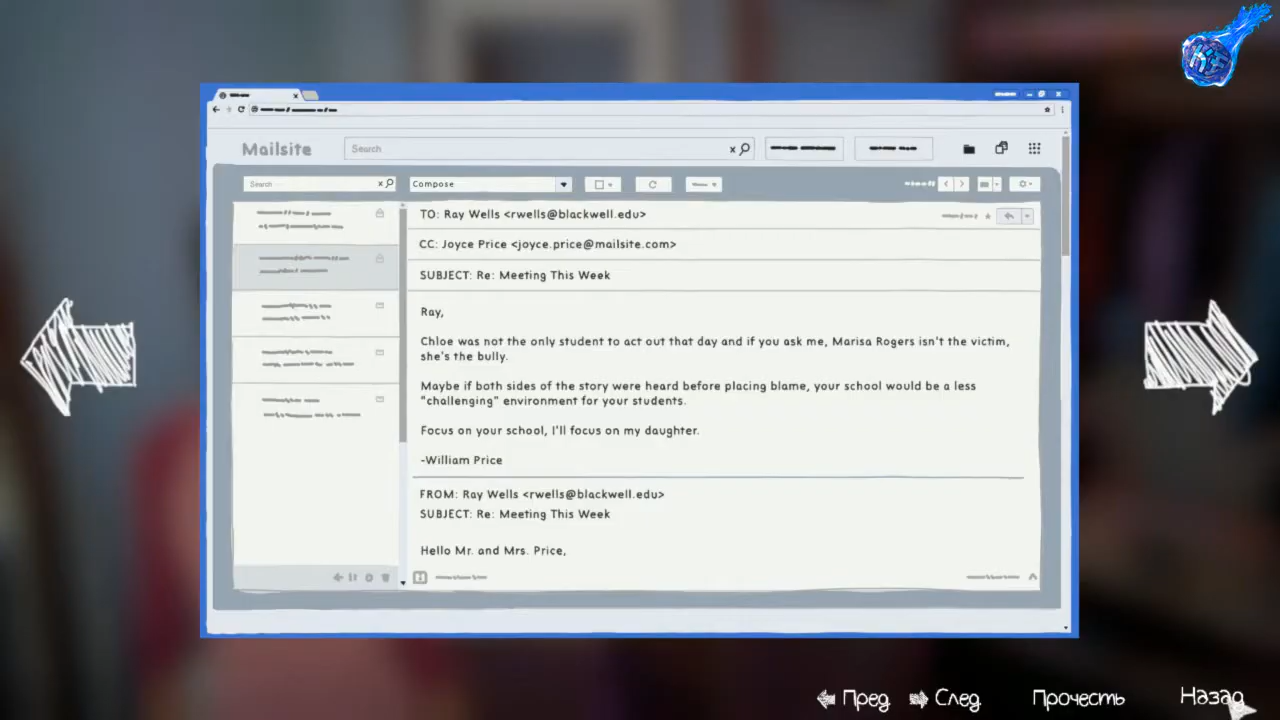 Mailsite
Search
Search
Compose
TO: Ray Wells <rwells@blackwell.edu>
CC: Joyce Price <joyce.price@mailsite.com>
SUBJECT: Re: Meeting This Week
Ray,
Chloe was not the only student to act out that day and if you ask me, Marisa Rogers isn't the victim,
she's the bully.
Maybe if both sides of the story were heard before placing blame, your school would be a less
"challenging" environment for your students.
Focus on your school, I'll focus on my daughter.
-William Price
FROM: Ray Wells <rwells@blackwell.edu>
SUBJECT: Re: Meeting This Week
Hello Mr. and Mrs. Price,
Пред. След. Прочесть Назад